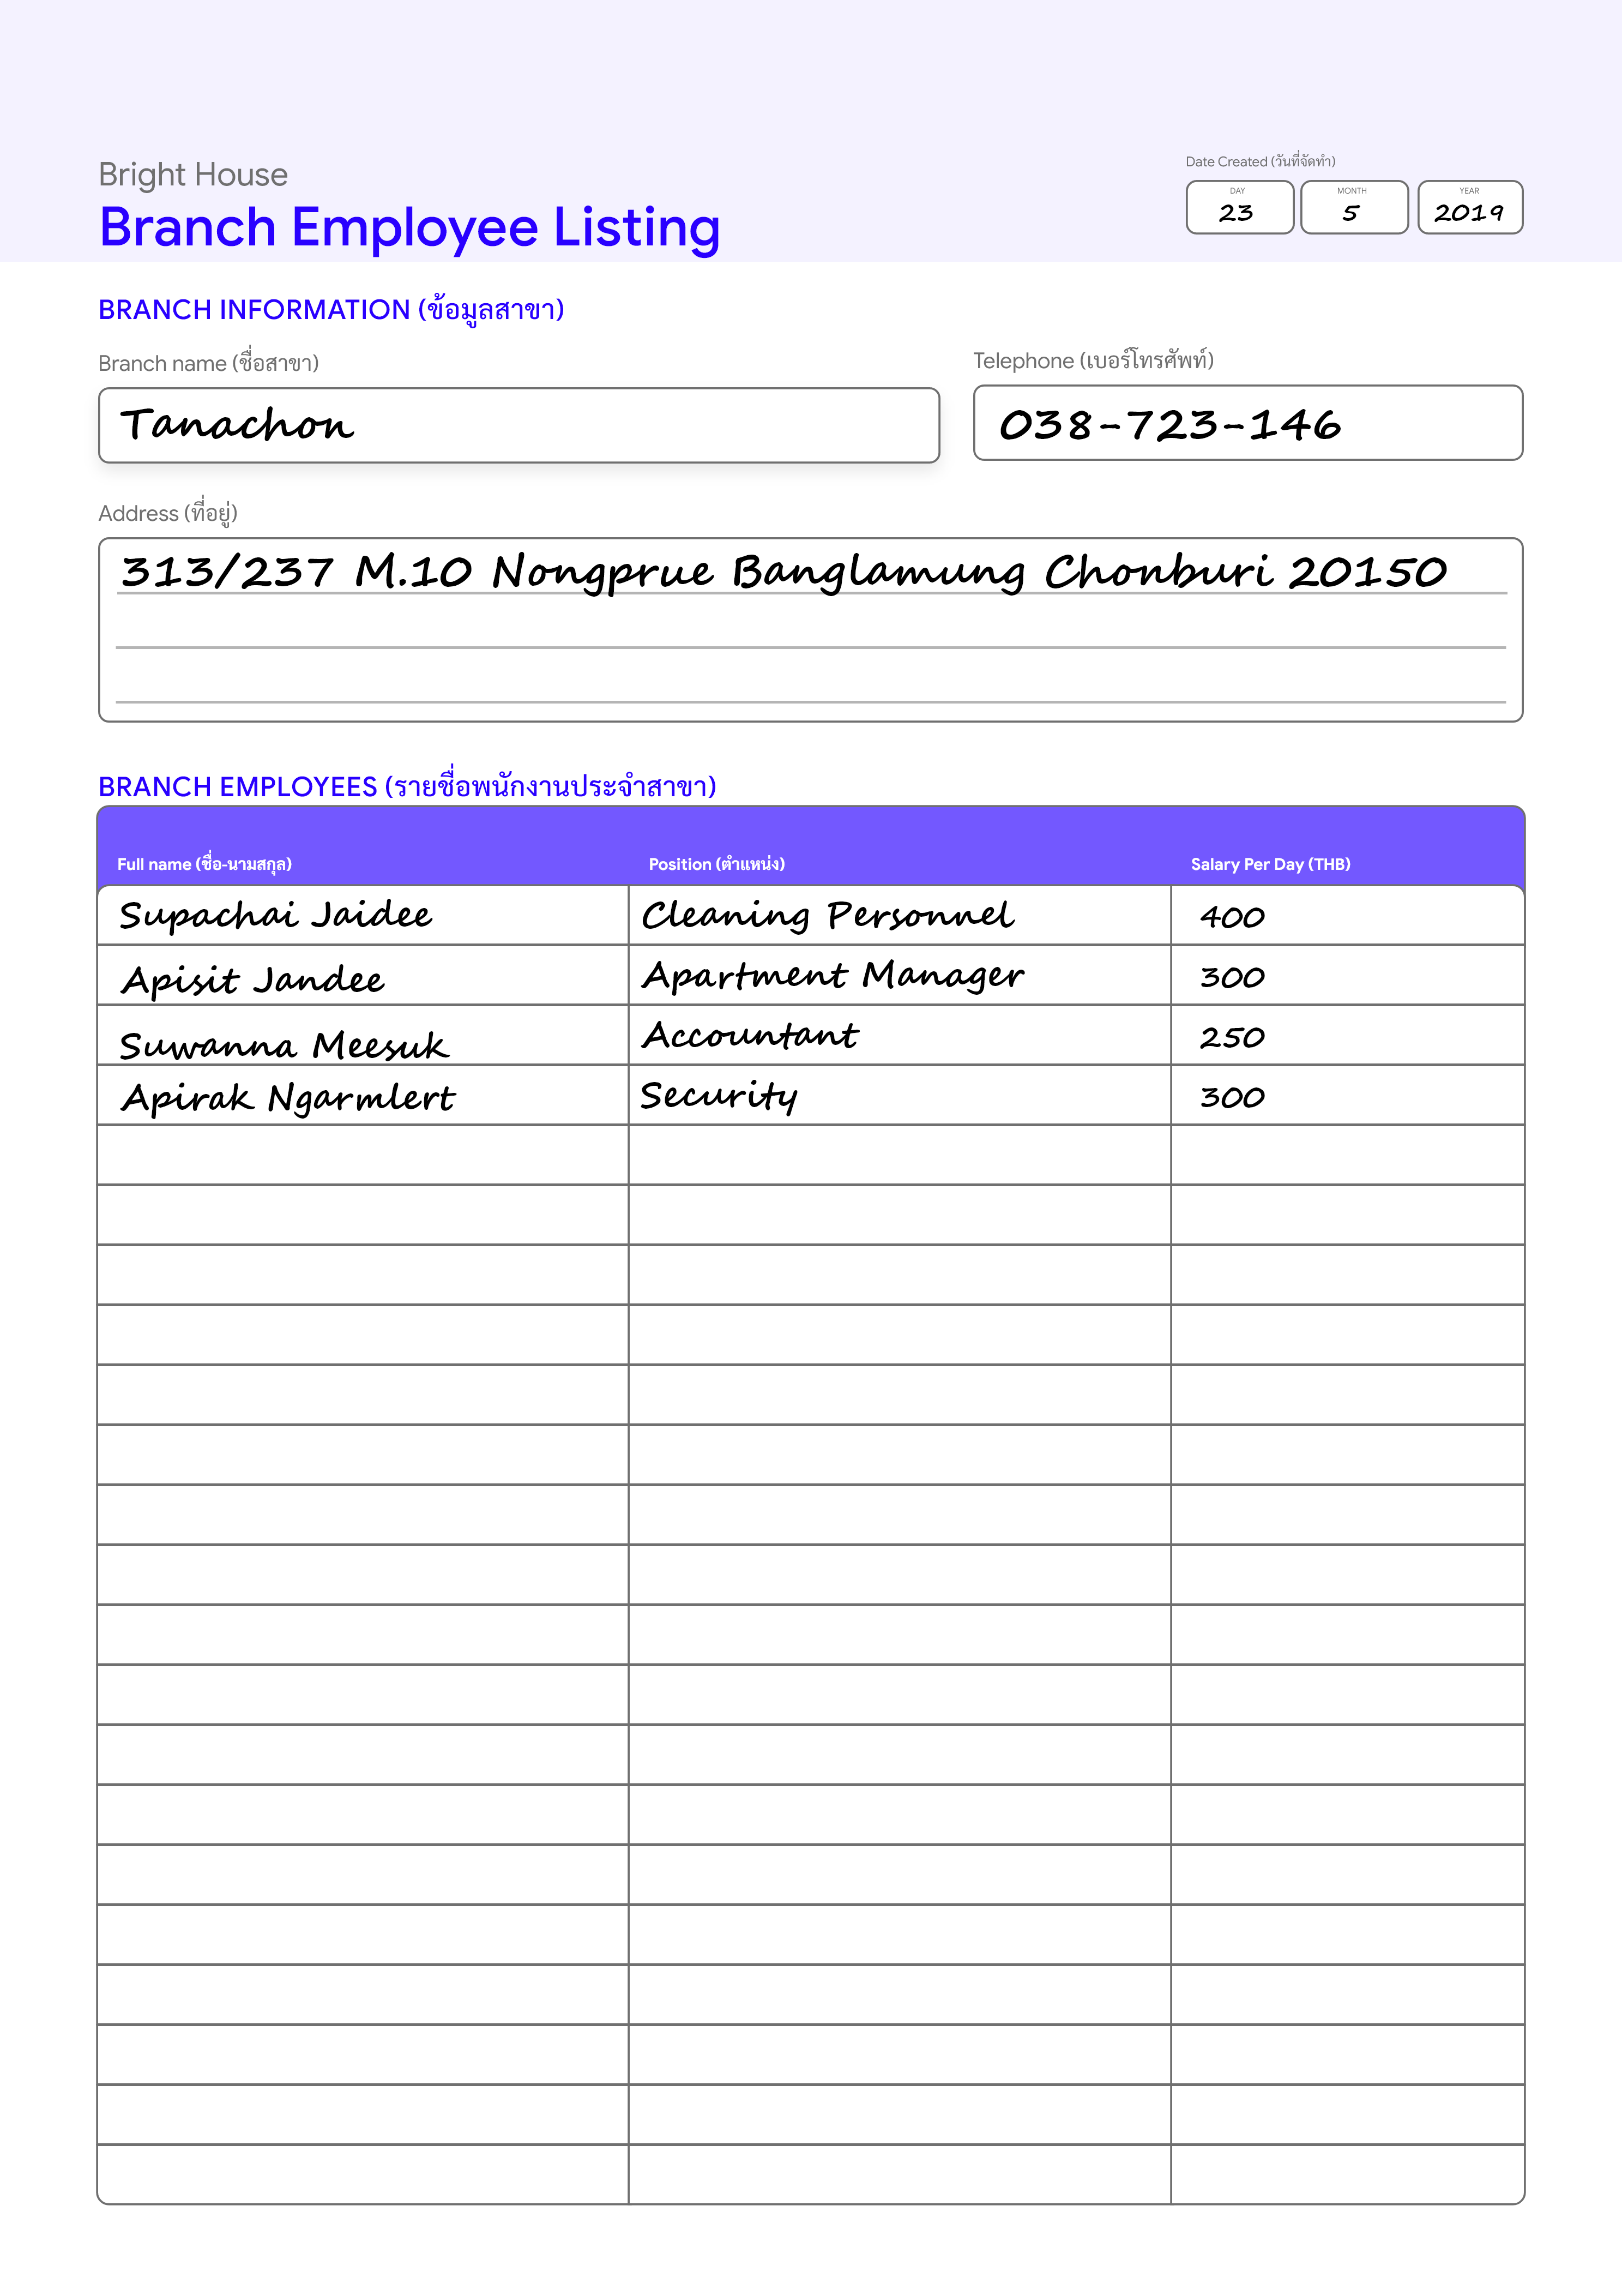 Bright House
Branch Employee Listing
Date Created (วันที่จัดทำ)
DAY MONTH YEAR
23 5 2019
BRANCH INFORMATION (ข้อมูลสาขา)
Branch name (ชื่อสาขา) Telephone (เบอร์โทรศัพท์)
Tanachon 038-723-146
Address (ที่อยู่)
313/237 M.10 Nongprue Banglamung Chonburi 20150
BRANCH EMPLOYEES (รายชื่อพนักงานประจำสาขา)
Full name (ชื่อ-นามสกุล) Position (ตำแหน่ง) Salary Per Day (THB)
Supachai Jaidee Cleaning Personnel 400
Apisit Jandee Apartment Manager 300
Suwanna Meesuk Accountant 250
Apirak Ngarmlert Security 300